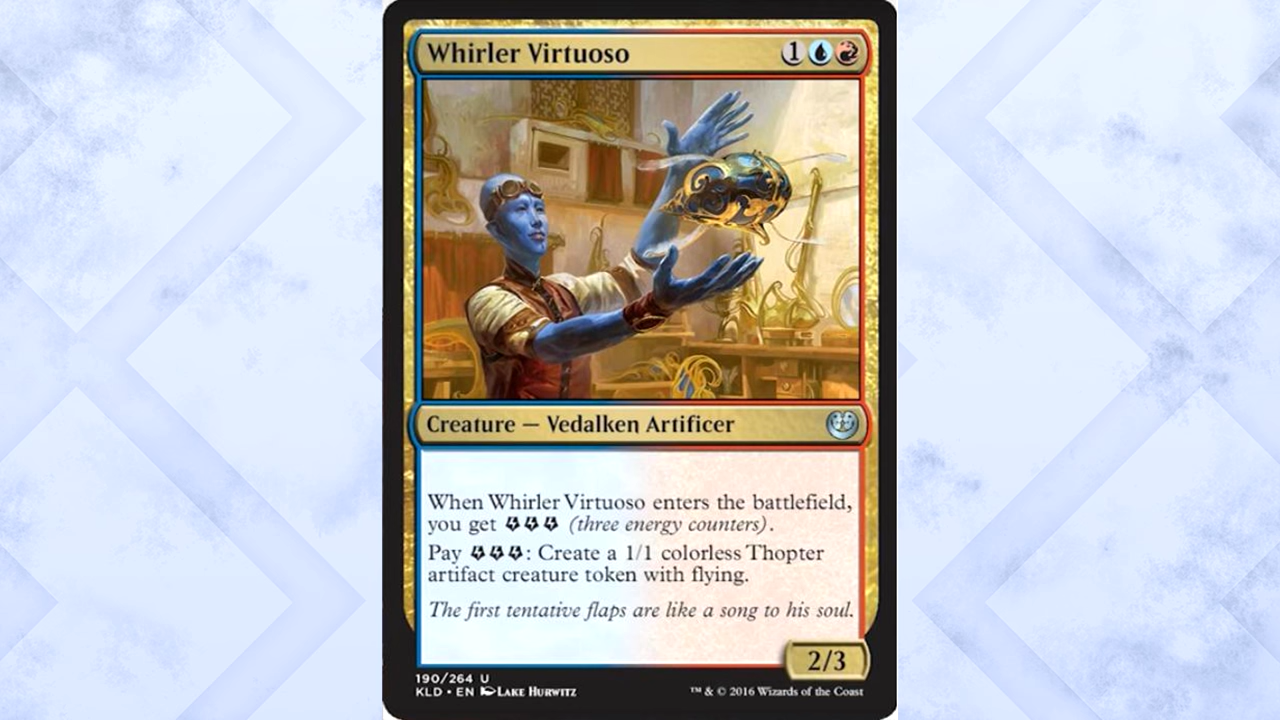 Whirler Virtuoso 1
Creature — Vedalken Artificer
When Whirler Virtuoso enters the battlefield,
you get (three energy counters).
Pay : Create a 1/1 colorless Thopter
artifact creature token with flying.
The first tentative flaps are like a song to his soul.
2/3
190/264 U
KLD • EN LAKE HURWITZ
™ & © 2016 Wizards of the Coast